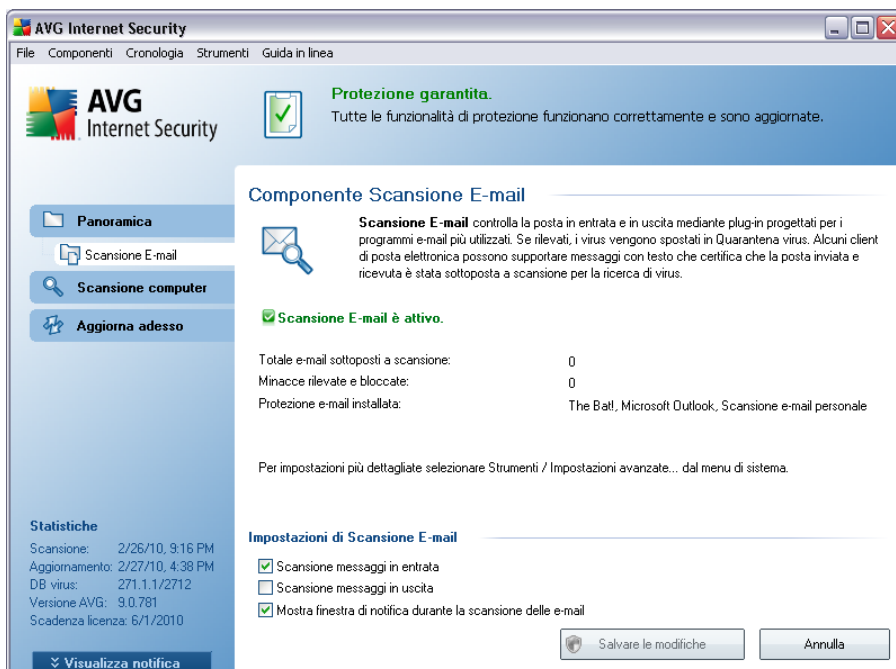 AVG Internet Security
File Componenti Cronologia Strumenti Guida in linea
AVG
Internet Security
Protezione garantita.
Tutte le funzionalità di protezione funzionano correttamente e sono aggiornate.
Panoramica
Scansione E-mail
Scansione computer
Aggiorna adesso
Componente Scansione E-mail
Scansione E-mail controlla la posta in entrata e in uscita mediante plug-in progettati per i
programmi e-mail più utilizzati. Se rilevati, i virus vengono spostati in Quarantena virus. Alcuni client
di posta elettronica possono supportare messaggi con testo che certifica che la posta inviata e
ricevuta è stata sottoposta a scansione per la ricerca di virus.
Scansione E-mail è attivo.
Totale e-mail sottoposti a scansione: 0
Minacce rilevate e bloccate: 0
Protezione e-mail installata: The Bat!, Microsoft Outlook, Scansione e-mail personale
Per impostazioni più dettagliate selezionare Strumenti / Impostazioni avanzate... dal menu di sistema.
Impostazioni di Scansione E-mail
Scansione messaggi in entrata
Scansione messaggi in uscita
Mostra finestra di notifica durante la scansione delle e-mail
Salvare le modifiche Annulla
Statistiche
Scansione: 2/26/10, 9:16 PM
Aggiornamento: 2/27/10, 4:38 PM
DB virus: 271.1.1/2712
Versione AVG: 9.0.781
Scadenza licenza: 6/1/2010
Visualizza notifica